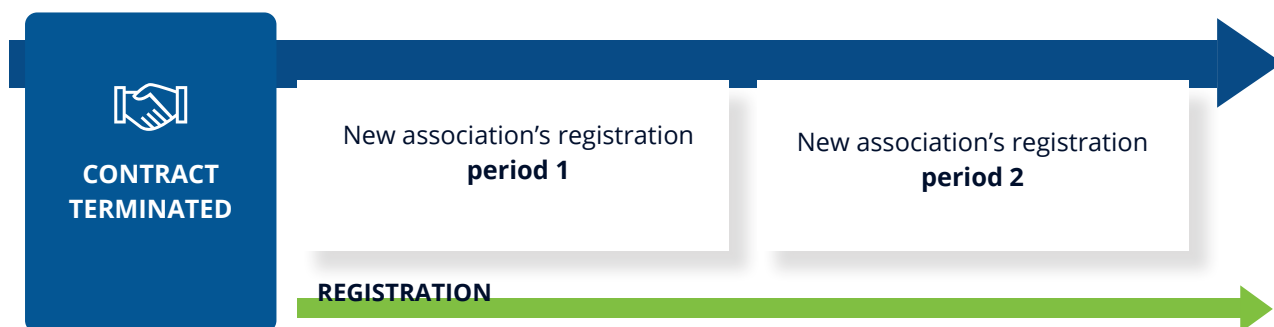 CONTRACT
TERMINATED
New association’s registration
period 1
New association’s registration
period 2
REGISTRATION